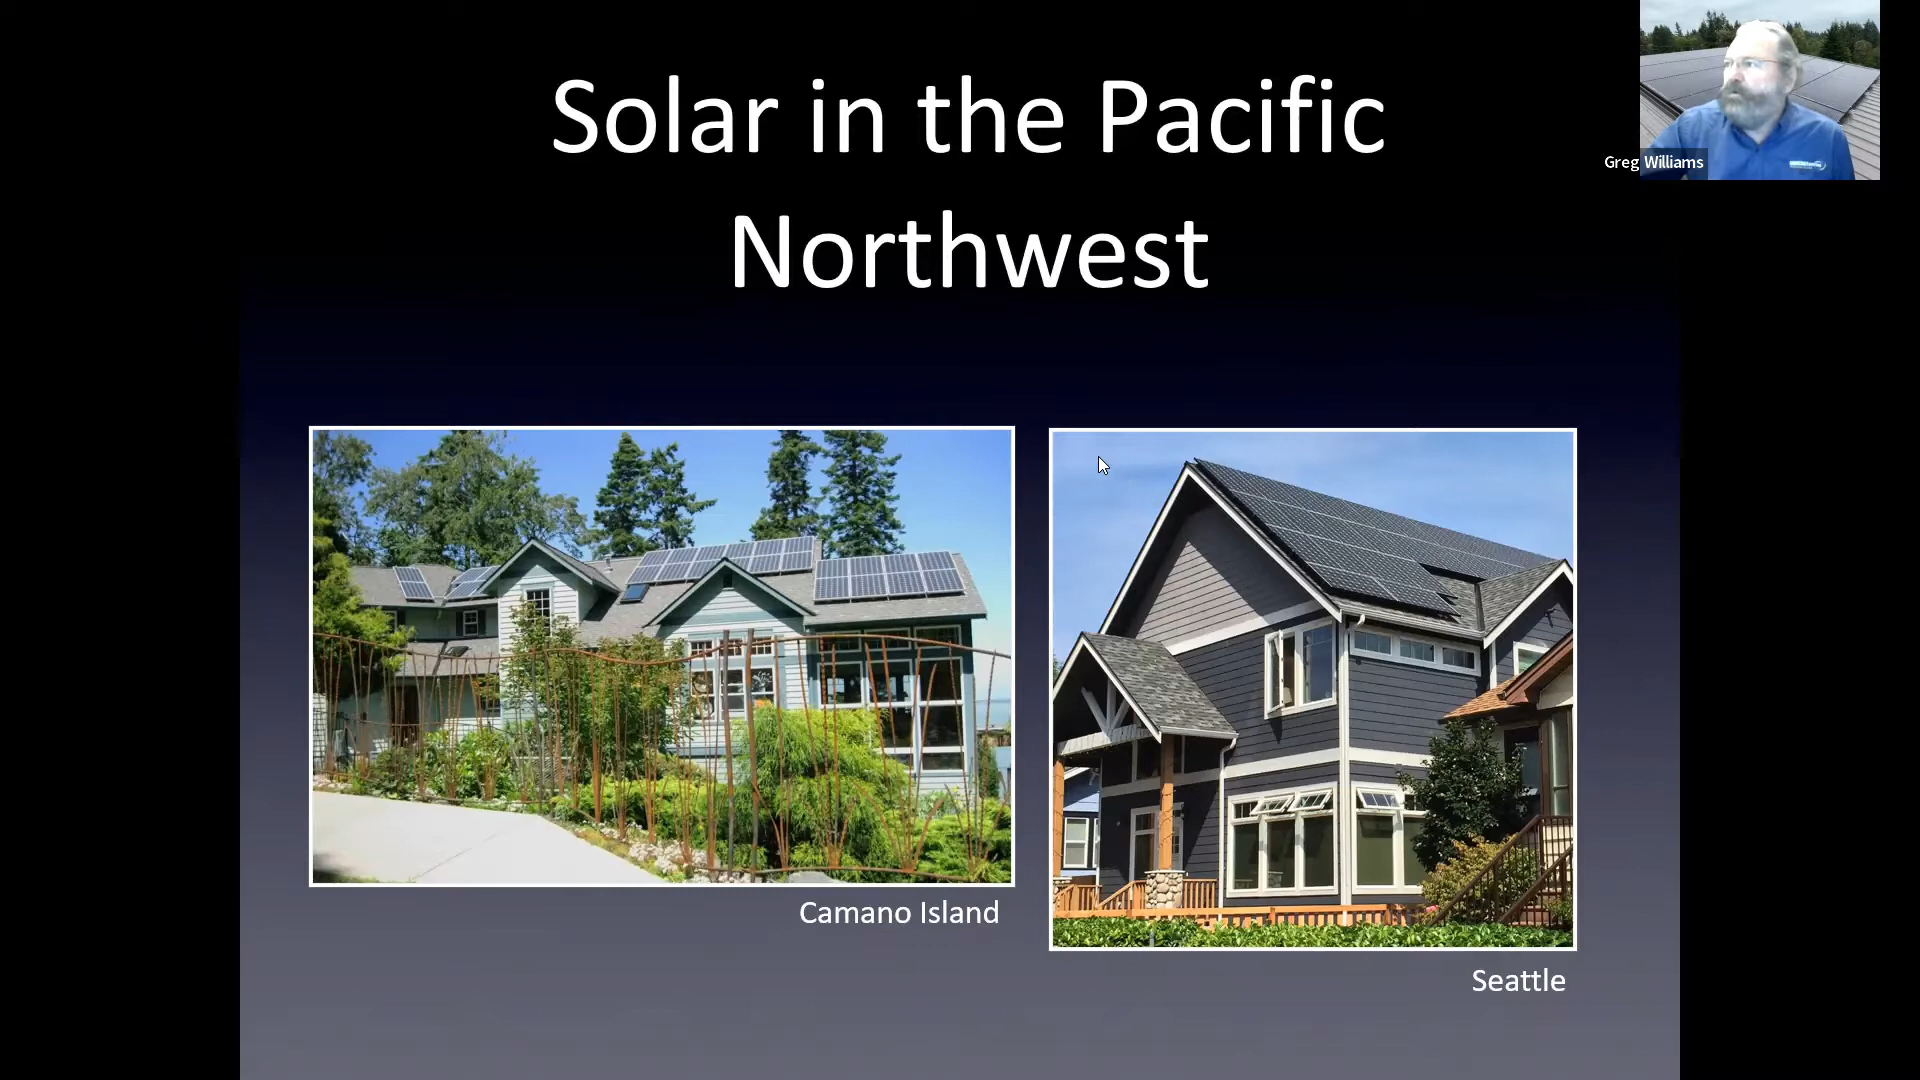 Solar in the Pacific
Northwest
Greg Williams
Camano Island
Seattle